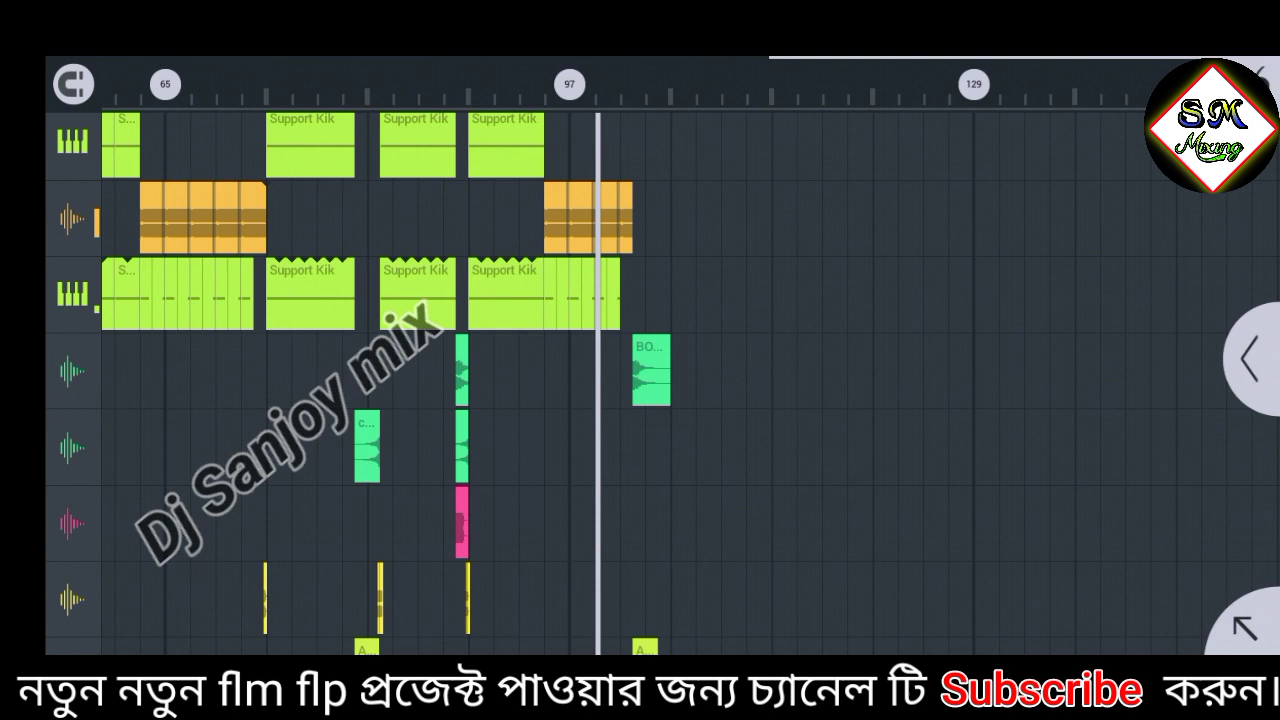 65 97 129
SM
Mixing
S... Support Kik Support Kik Support Kik
S... Support Kik Support Kik Support Kik
BO...
c...
Dj Sanjoy mix
A... A...
নতুন নতুন flm flp প্রজেক্ট পাওয়ার জন্য চ্যানেল টি Subscribe করুন।